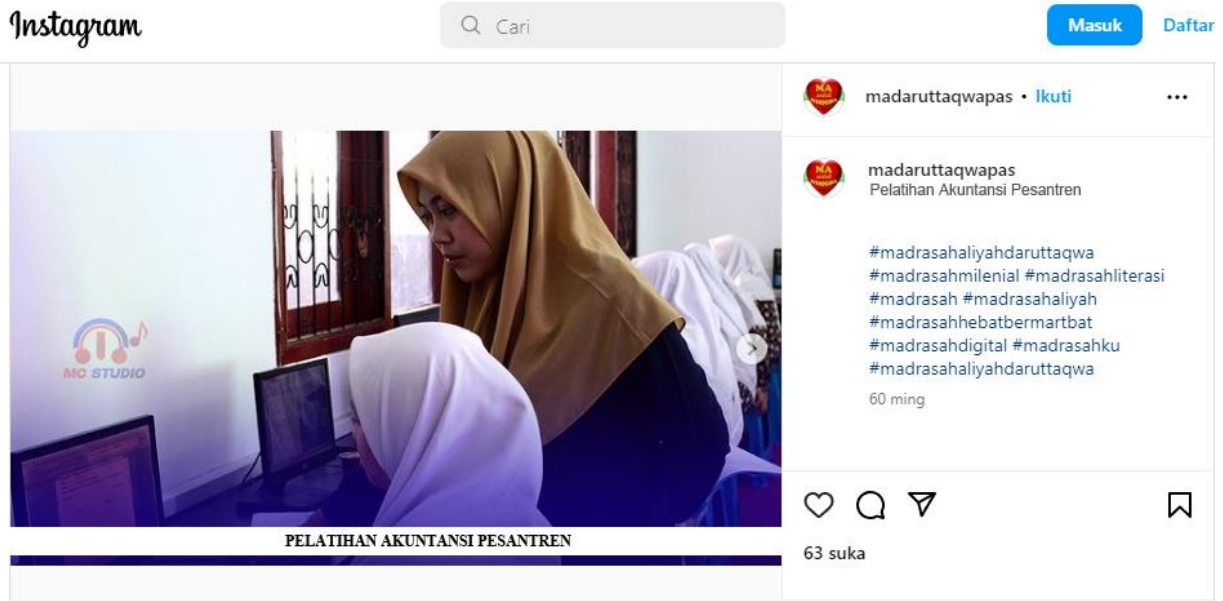 Instagram
Cari
Masuk
Daftar
madaruttaqwapas • Ikuti
madaruttaqwapas
Pelatihan Akuntansi Pesantren
#madrasahaliyahdaruttaqwa
#madrasahmilenial #madrasahliterasi
#madrasah #madrasahaliyah
#madrasahhebatbermartbat
#madrasahdigital #madrasahku
#madrasahaliyahdaruttaqwa
60 ming
63 suka
MC STUDIO
PELATIHAN AKUNTANSI PESANTREN